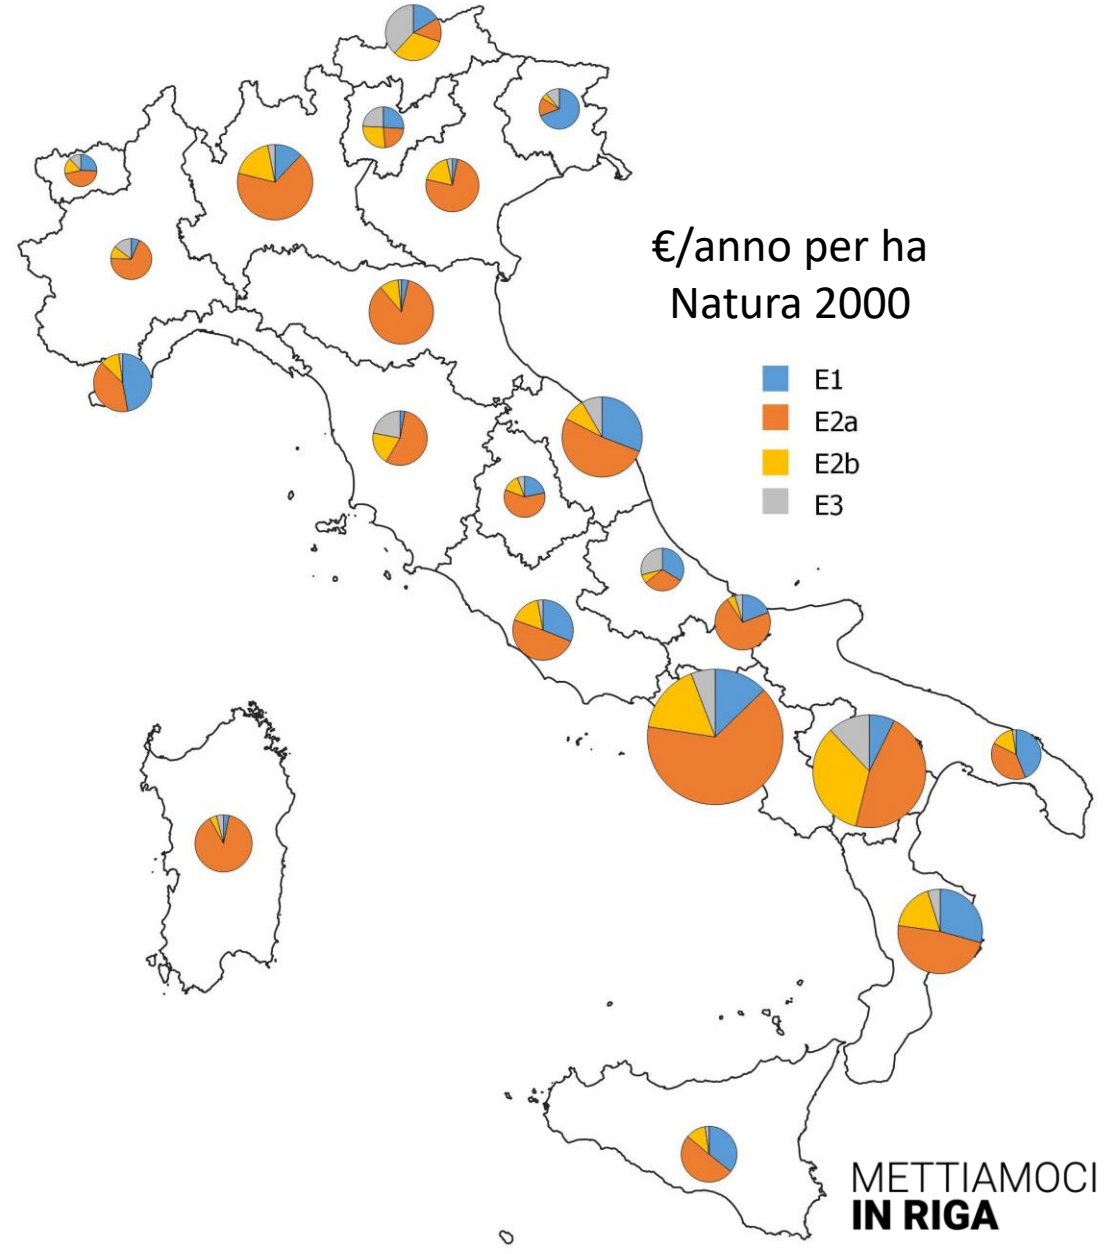 €/anno per ha
Natura 2000
E1
E2a
E2b
E3
METTIAMOCI
IN RIGA